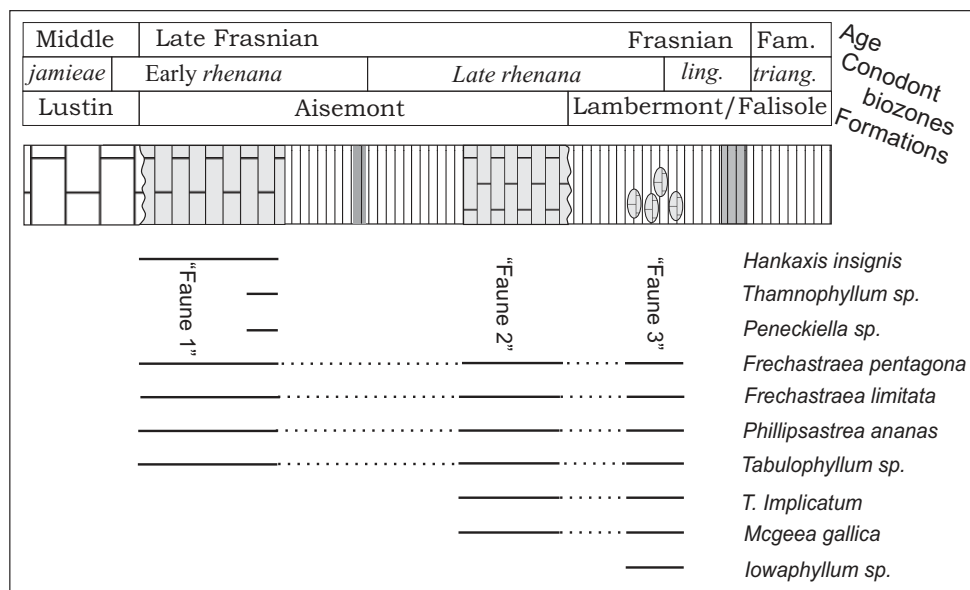 Middle Late Frasnian Frasnian Fam. Age
jamieae Early rhenana Late rhenana ling. triang. Conodont biozones
Lustin Aisemont Lambermont/Falisole Formations
"Faune 1" "Faune 2" "Faune 3"
Hankaxis insignis
Thamnophyllum sp.
Peneckiella sp.
Frechastraea pentagona
Frechastraea limitata
Phillipsastrea ananas
Tabulophyllum sp.
T. Implicatum
Mcgeea gallica
Iowaphyllum sp.